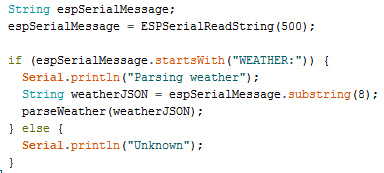 String espSerialMessage;
espSerialMessage = ESPSerialReadString(500);

if (espSerialMessage.startsWith("WEATHER:")) {
  Serial.println("Parsing weather");
  String weatherJSON = espSerialMessage.substring(8);
  parseWeather(weatherJSON);
} else {
  Serial.println("Unknown");
}